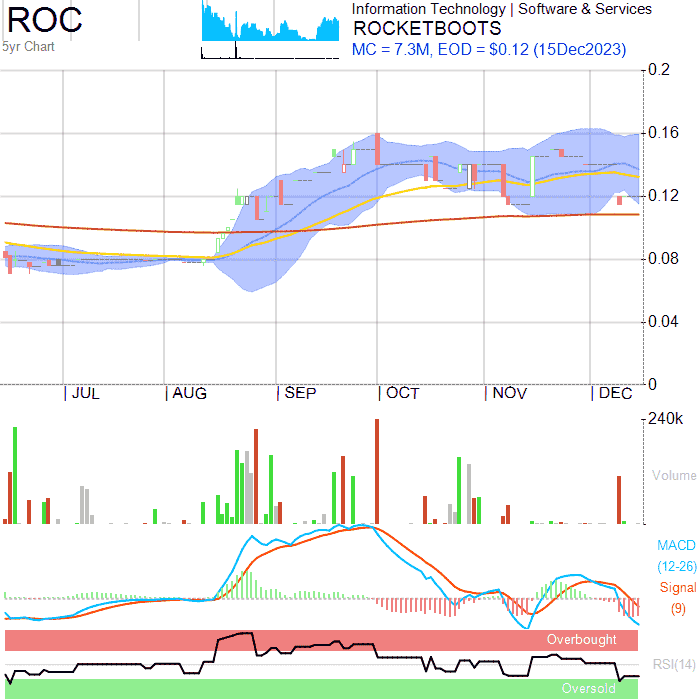 ROC
5yr Chart
Information Technology | Software & Services
ROCKETBOOTS
MC = 7.3M, EOD = $0.12 (15Dec2023)
0.2
0.16
0.12
0.08
0.04
0
| JUL | AUG | SEP | OCT | NOV | DEC
240k
Volume
MACD
(12-26)
Signal
(9)
Overbought
RSI(14)
Oversold